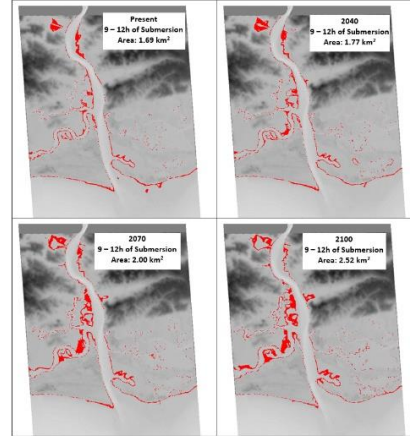 Present
9 – 12h of Submersion
Area: 1.69 km²
2040
9 – 12h of Submersion
Area: 1.77 km²
2070
9 – 12h of Submersion
Area: 2.00 km²
2100
9 – 12h of Submersion
Area: 2.52 km²